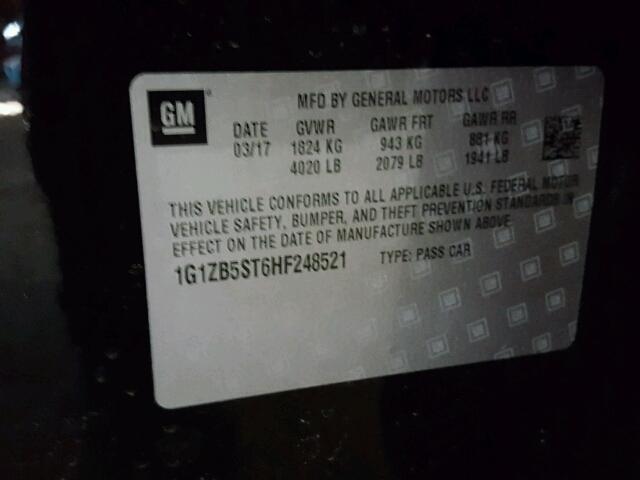 GM ® MFD BY GENERAL MOTORS LLC
DATE GVWR GAWR FRT GAWR RR
03/17 1824 KG 943 KG 881 KG
4020 LB 2079 LB 1941 LB
THIS VEHICLE CONFORMS TO ALL APPLICABLE U.S. FEDERAL MOTOR
VEHICLE SAFETY, BUMPER, AND THEFT PREVENTION STANDARDS IN
EFFECT ON THE DATE OF MANUFACTURE SHOWN ABOVE.
1G1ZB5ST6HF248521 TYPE: PASS CAR